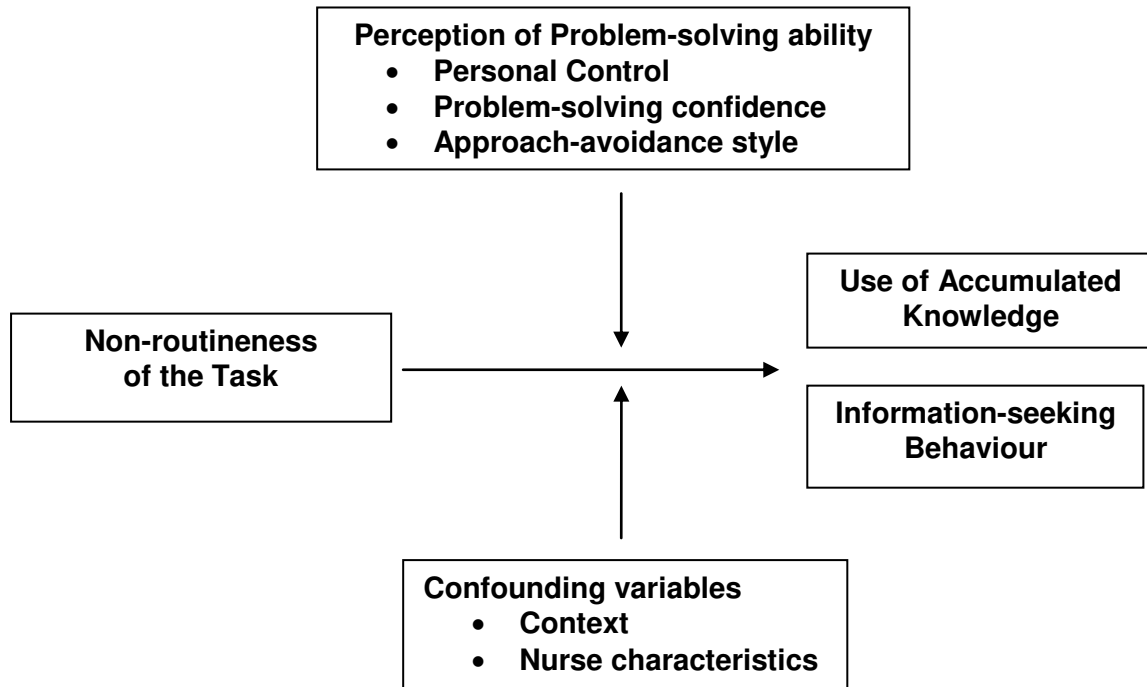 Perception of Problem-solving ability
• Personal Control
• Problem-solving confidence
• Approach-avoidance style
Use of Accumulated
Knowledge
Non-routineness
of the Task
Information-seeking
Behaviour
Confounding variables
• Context
• Nurse characteristics